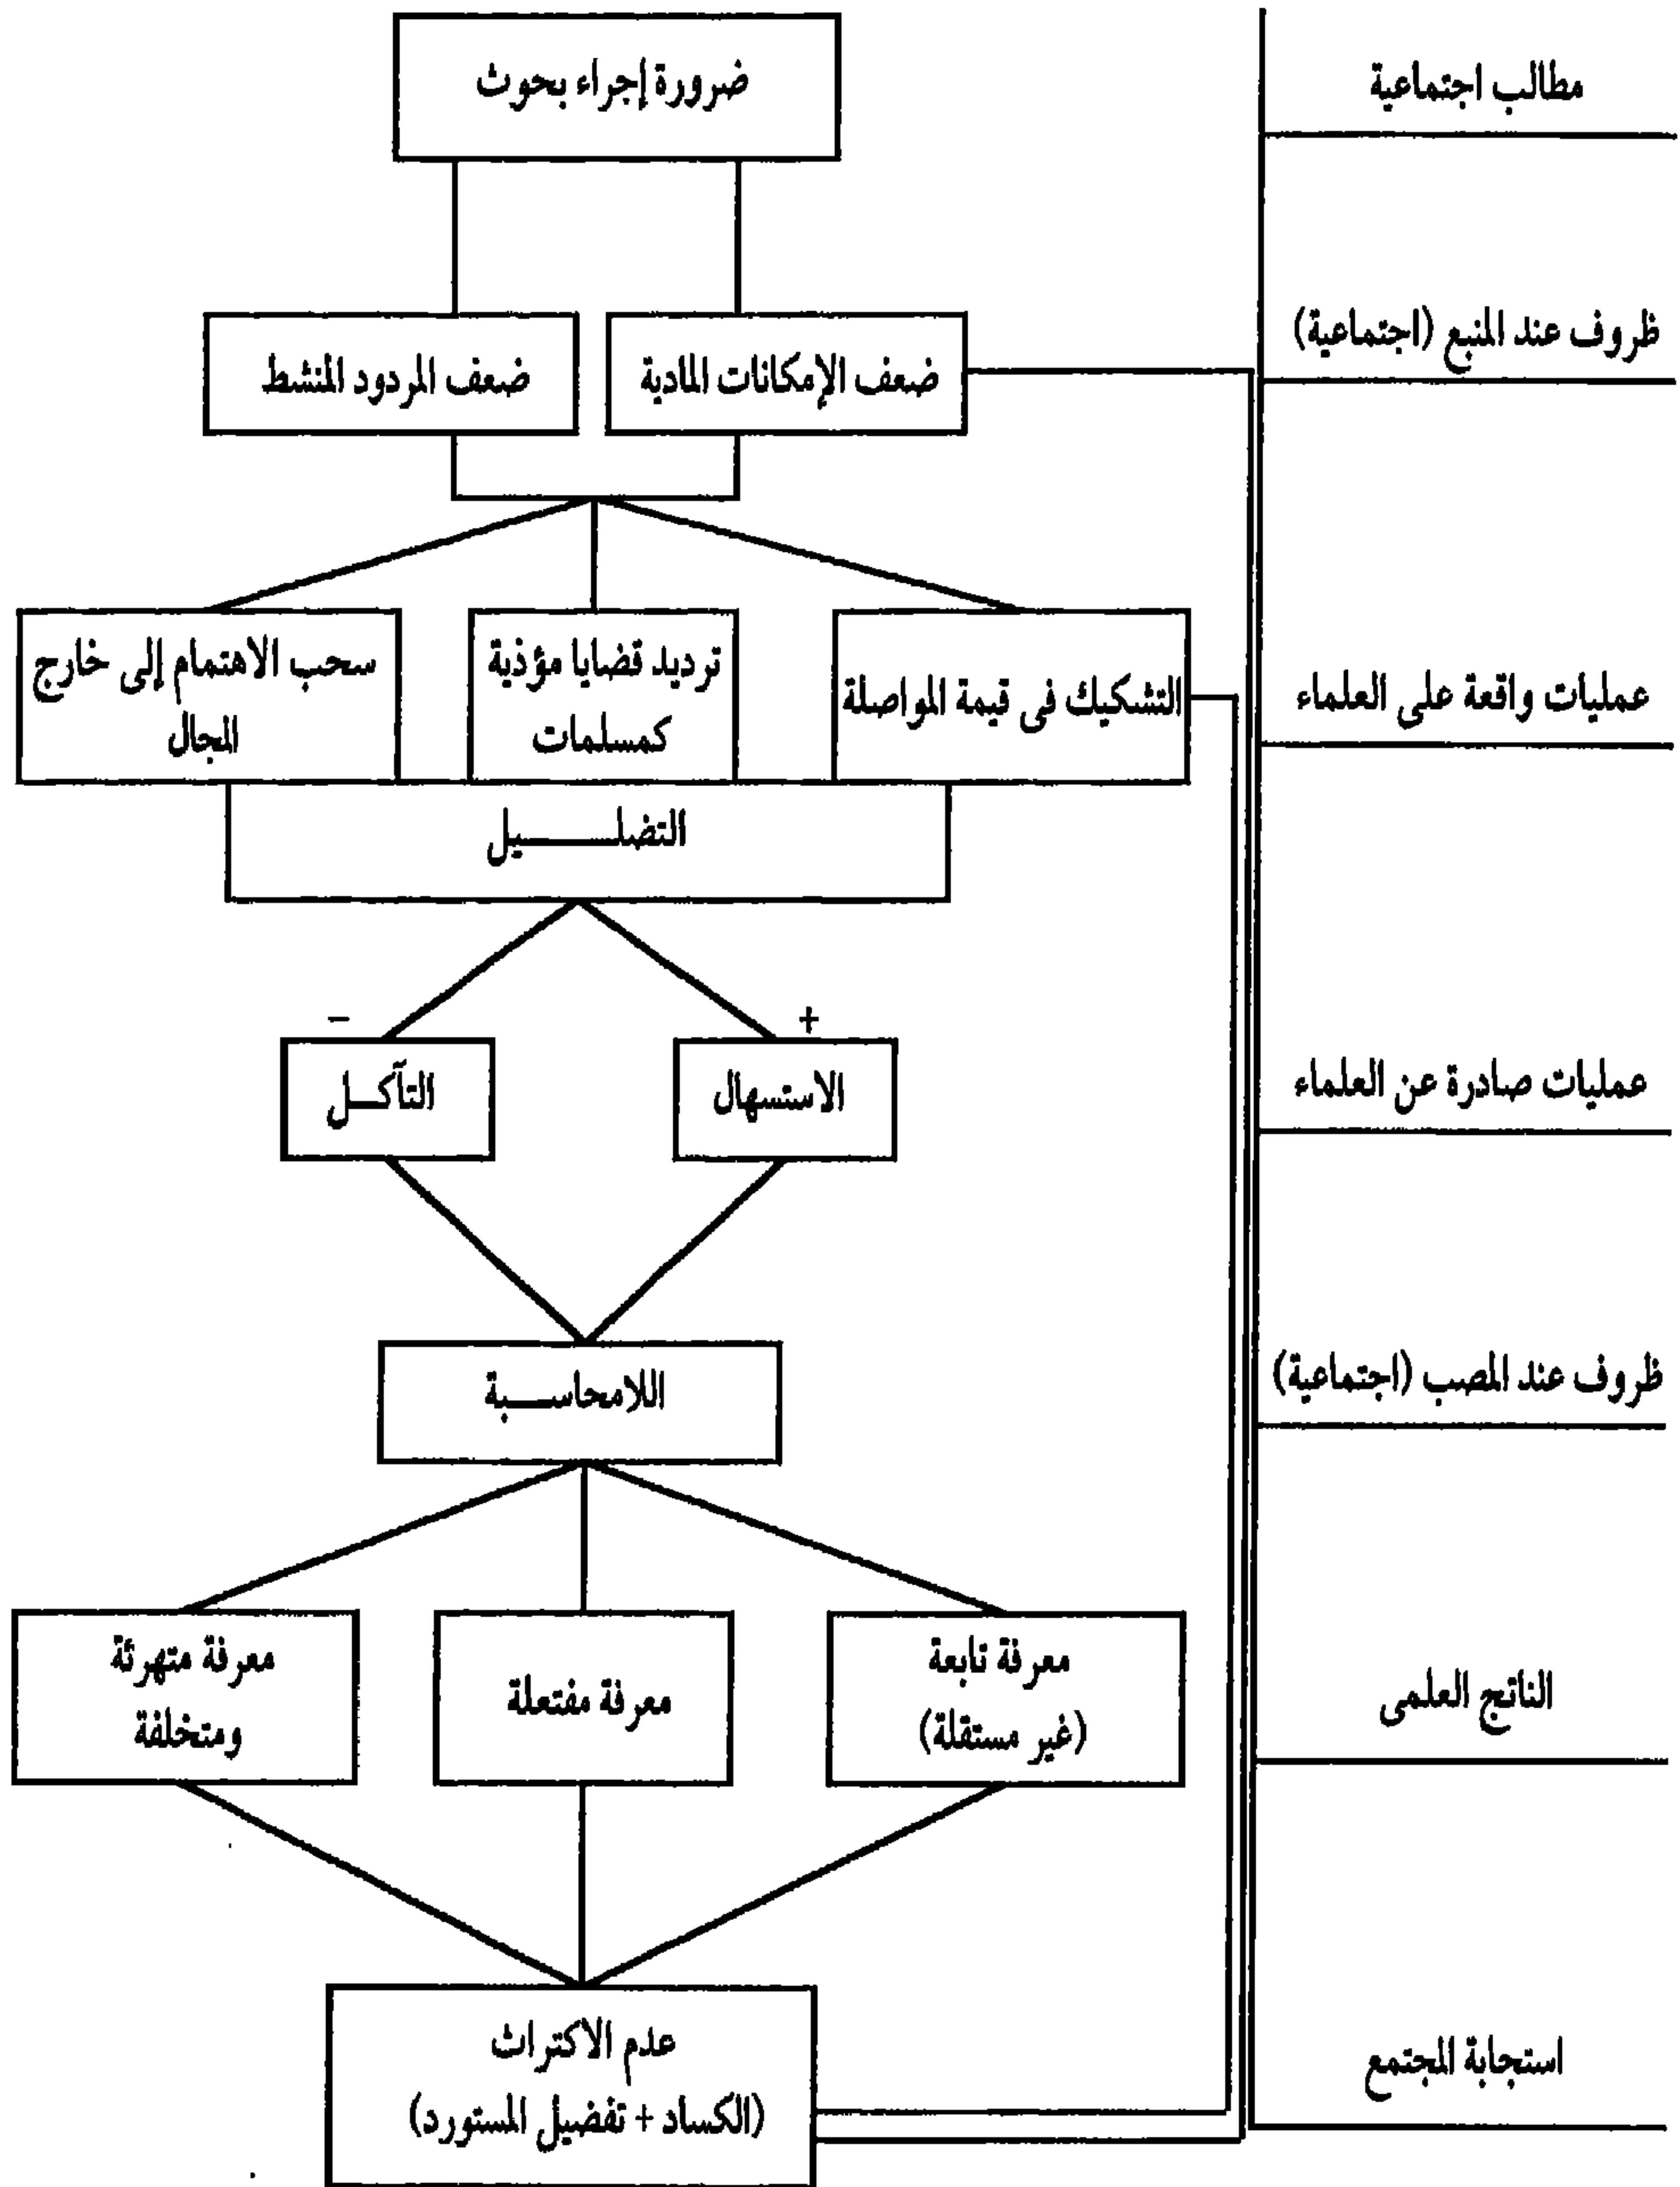 مطالب اجتماعية
ضرورة إجراء بحوث
ظروف عند المنبع (اجتماعية)
ضعف الإمكانات المادية
ضعف المردود المنشط
عمليات واقعة على العلماء
التشكيك فى قيمة المواصلة
ترديد قضايا مؤذية
كمسلمات
سحب الاهتمام إلى خارج
المجال
التضليل
عمليات صادرة عن العلماء
+
الاستسهال
–
التآكل
ظروف عند المصب (اجتماعية)
اللامحاسبة
الناتج العلمى
معرفة تابعة
(غير مستقلة)
معرفة مفتعلة
معرفة متهرئة
ومتخلفة
استجابة المجتمع
عدم الاكتراث
(الكساد + تفضيل المستورد)